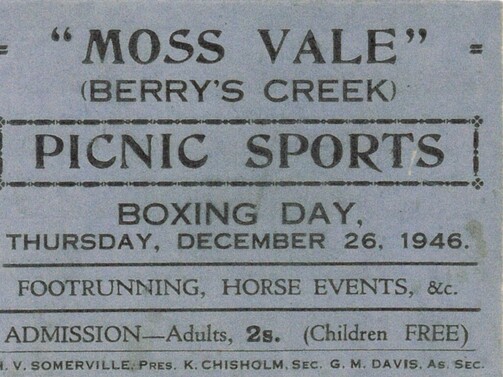 = "MOSS VALE" =
(BERRY'S CREEK)
PICNIC SPORTS
BOXING DAY,
THURSDAY, DECEMBER 26, 1946.
FOOTRUNNING, HORSE EVENTS, &c.
ADMISSION—Adults, 2s. (Children FREE)
V. SOMERVILLE, PRES. K. CHISHOLM, SEC. G. M. DAVIS, AS. SEC.